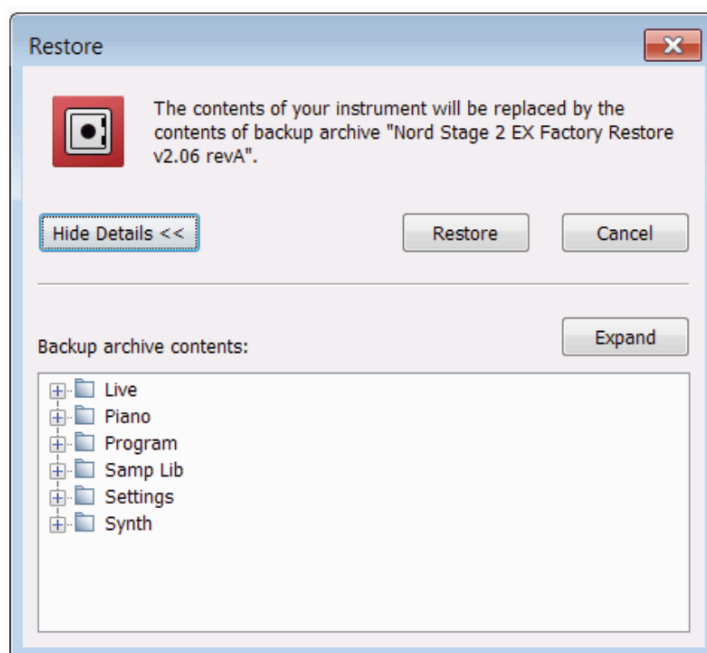 Restore
The contents of your instrument will be replaced by the
contents of backup archive "Nord Stage 2 EX Factory Restore
v2.06 revA".
Hide Details <<
Restore
Cancel
Expand
Backup archive contents:
Live
Piano
Program
Samp Lib
Settings
Synth